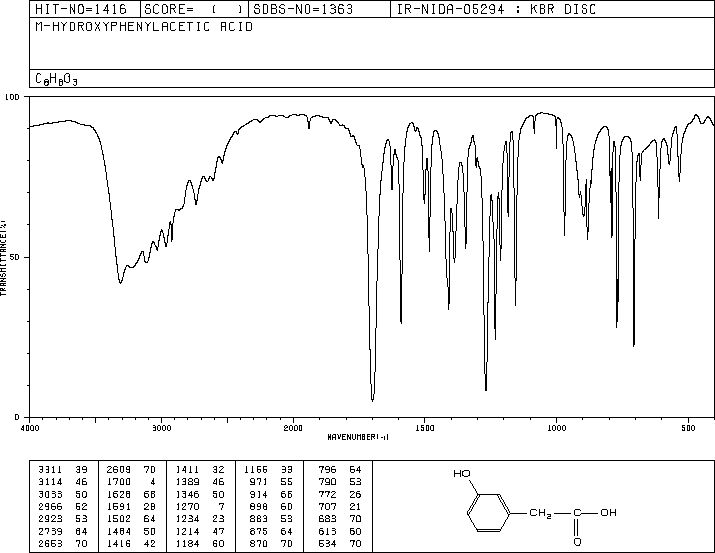 HIT-NO=1416 SCORE= ( ) SDBS-NO=1363 IR-NIDA-05294 : KBR DISC
M-HYDROXYPHENYLACETIC ACID
C8H8O3
100
50
0
TRANSMITTANCE(%)
4000 3000 2000 1500 1000 500
WAVENUMBER(-1)
3311 39 2609 70 1411 32 1156 33 796 64
3114 46 1700 4 1389 46 971 55 790 53
3033 50 1628 68 1346 50 914 66 772 26
2966 52 1591 28 1270 7 898 60 707 21
2923 53 1502 64 1234 23 883 53 683 70
2739 64 1484 50 1214 47 875 64 613 60
2653 70 1416 42 1184 60 870 70 534 70
HO
CH2 C OH
O